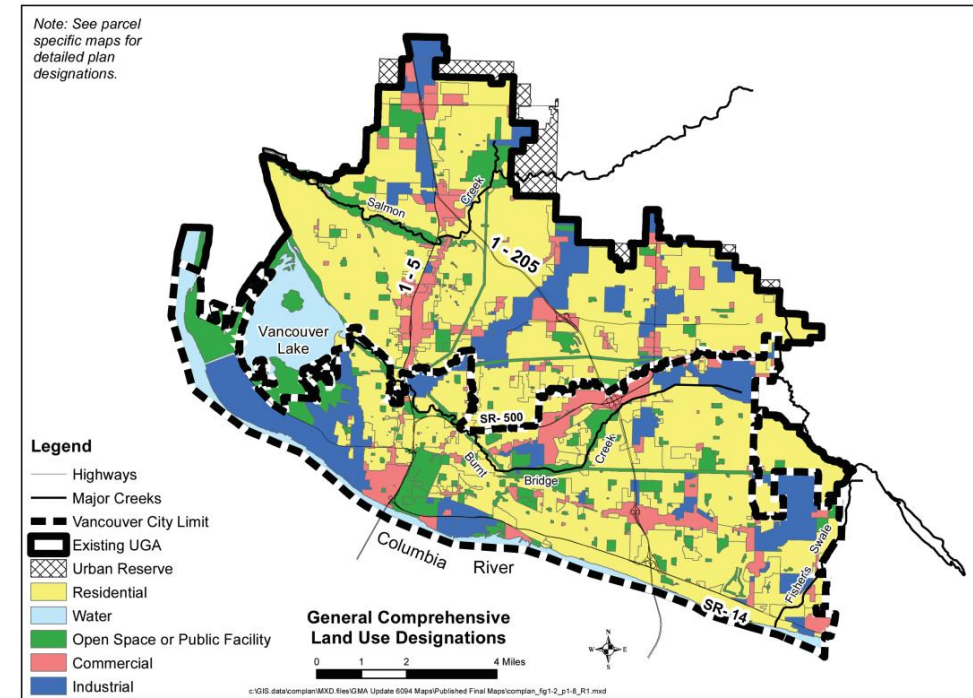 Note: See parcel
specific maps for
detailed plan
designations.
Salmon
Creek
1 - 5
1 - 205
Vancouver
Lake
SR- 500
Burnt
Bridge
Creek
Columbia
River
SR- 14
Fisher's Swale
Legend
Highways
Major Creeks
Vancouver City Limit
Existing UGA
Urban Reserve
Residential
Water
Open Space or Public Facility
Commercial
Industrial
General Comprehensive
Land Use Designations
0 1 2 4 Miles
N
W E
S
c:\GIS.data\complan\MXD.files\GMA Update 6094 Maps\Published Final Maps\complan_fig1-2_p1-8_R1.mxd